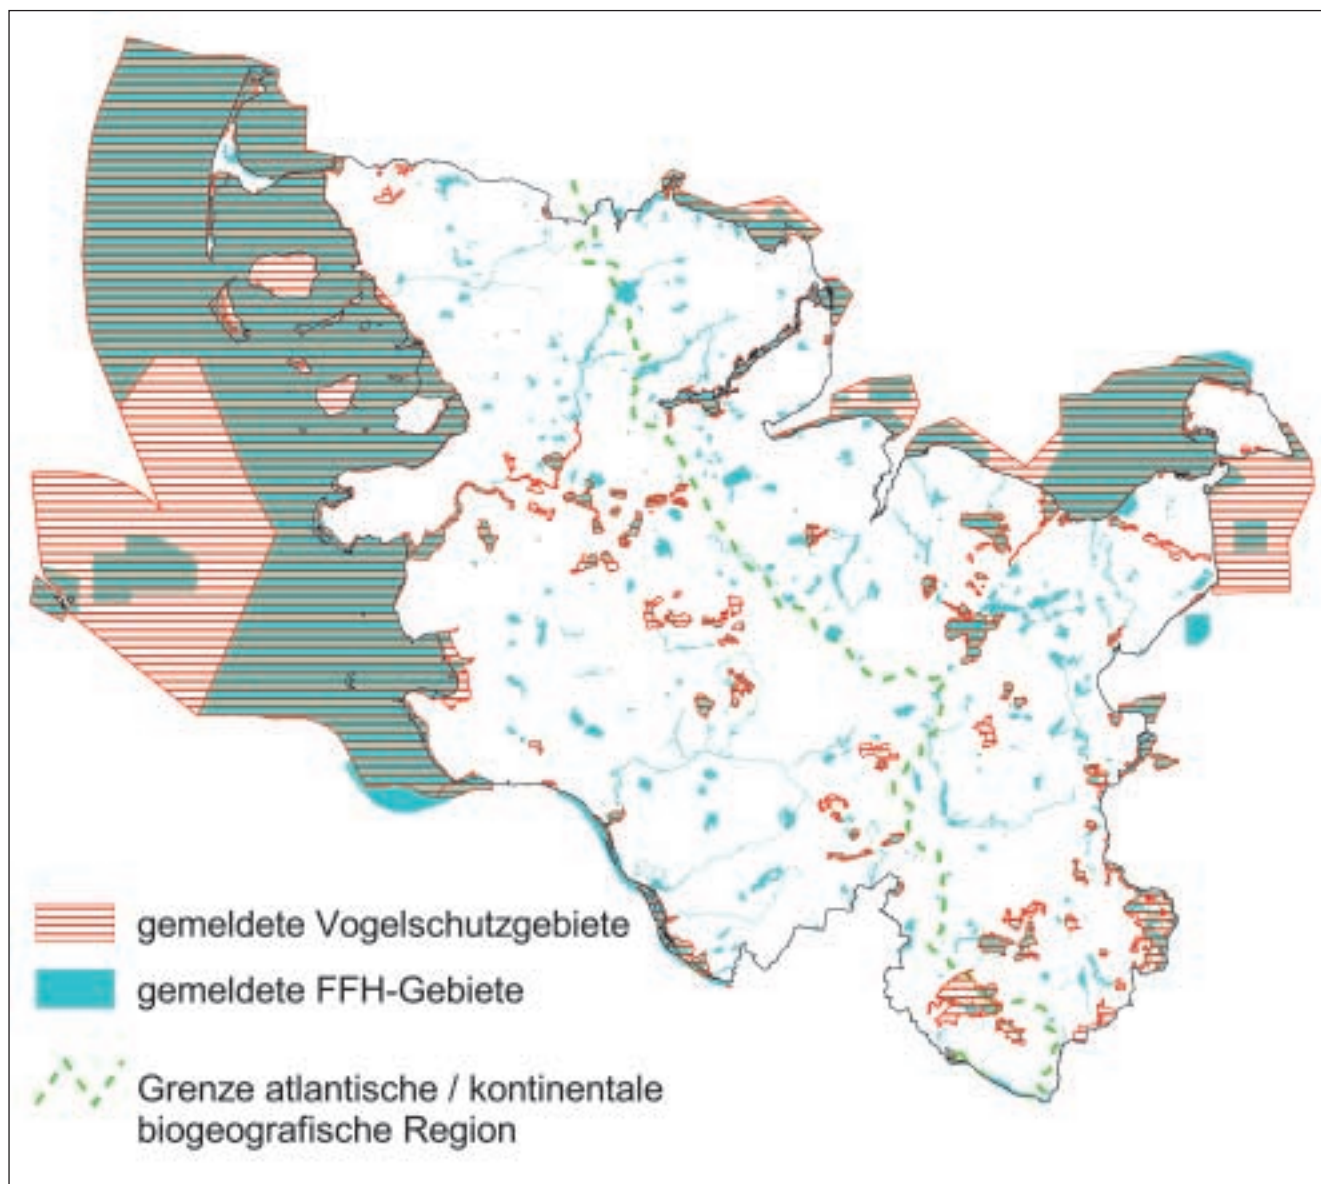 gemeldete Vogelschutzgebiete
gemeldete FFH-Gebiete
Grenze atlantische / kontinentale
biogeografische Region